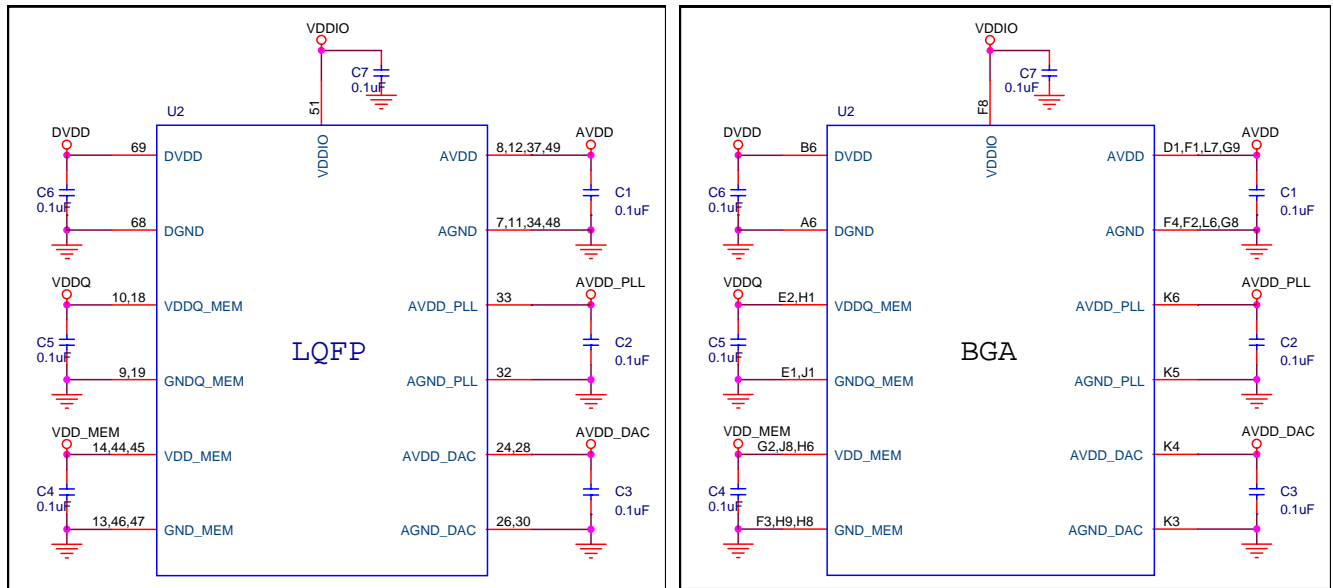 VDDIO
C7
0.1uF
51
U2
VDDIO
DVDD
69
DVDD
AVDD
8,12,37,49
AVDD
C6
0.1uF
C1
0.1uF
68
DGND
AGND
7,11,34,48
VDDQ
10,18
VDDQ_MEM
AVDD_PLL
33
AVDD_PLL
C5
0.1uF
LQFP
C2
0.1uF
9,19
GNDQ_MEM
AGND_PLL
32
VDD_MEM
14,44,45
VDD_MEM
AVDD_DAC
24,28
AVDD_DAC
C4
0.1uF
C3
0.1uF
13,46,47
GND_MEM
AGND_DAC
26,30
VDDIO
C7
0.1uF
F8
U2
VDDIO
DVDD
B6
DVDD
AVDD
D1,F1,L7,G9
AVDD
C6
0.1uF
C1
0.1uF
A6
DGND
AGND
F4,F2,L6,G8
VDDQ
E2,H1
VDDQ_MEM
AVDD_PLL
K6
AVDD_PLL
C5
0.1uF
BGA
C2
0.1uF
E1,J1
GNDQ_MEM
AGND_PLL
K5
VDD_MEM
G2,J8,H6
VDD_MEM
AVDD_DAC
K4
AVDD_DAC
C4
0.1uF
C3
0.1uF
F3,H9,H8
GND_MEM
AGND_DAC
K3